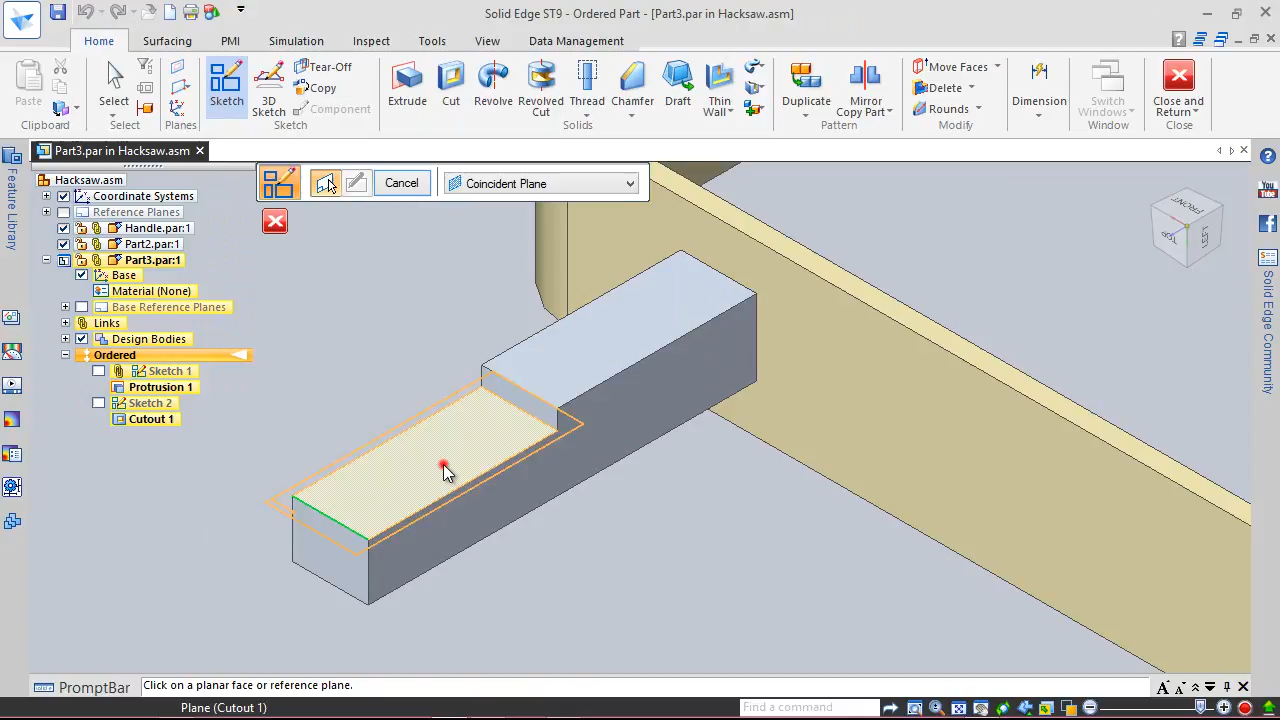 Solid Edge ST9 - Ordered Part - [Part3.par in Hacksaw.asm]
Home
Surfacing
PMI
Simulation
Inspect
Tools
View
Data Management
Paste
Clipboard
Select
Select
Planes
Sketch
3D
Sketch
Tear-Off
Copy
Component
Sketch
Extrude
Cut
Revolve
Revolved
Cut
Thread
Chamfer
Draft
Thin
Wall
Solids
Duplicate
Mirror
Copy Part
Pattern
Move Faces
Delete
Rounds
Modify
Dimension
Switch
Windows
Window
Close and
Return
Close
Part3.par in Hacksaw.asm
Feature Library
Hacksaw.asm
Coordinate Systems
Reference Planes
Handle.par:1
Part2.par:1
Part3.par:1
Base
Material (None)
Base Reference Planes
Links
Design Bodies
Ordered
Sketch 1
Protrusion 1
Sketch 2
Cutout 1
Cancel
Coincident Plane
FRONT
You
Tube
Solid Edge Community
PromptBar
Click on a planar face or reference plane.
Plane (Cutout 1)
Find a command